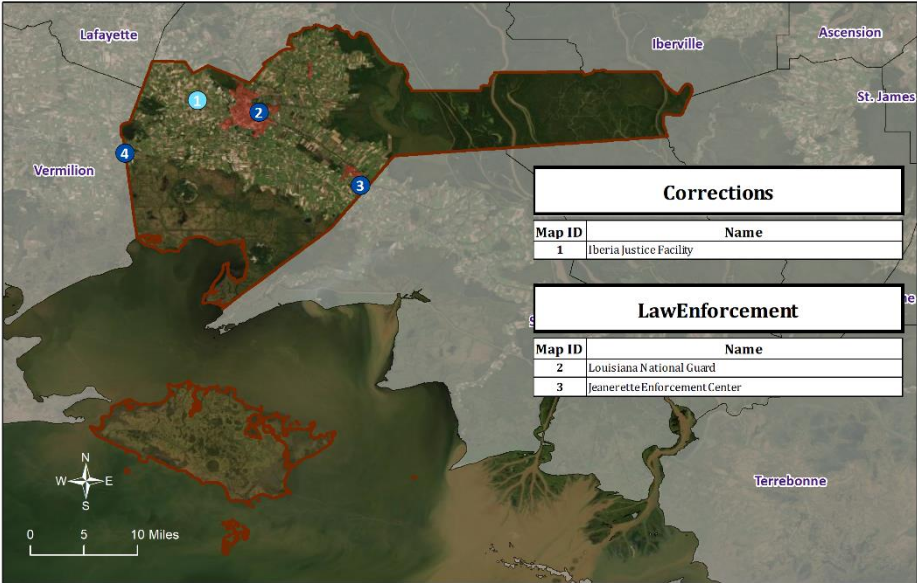 Lafayette
Iberville
Ascension
St. James
Vermilion
1
2
3
4
Corrections
Map ID Name
1 Iberia Justice Facility
LawEnforcement
Map ID Name
2 Louisiana National Guard
3 Jeanerette Enforcement Center
Terrebonne
N
W E
S
0 5 10 Miles